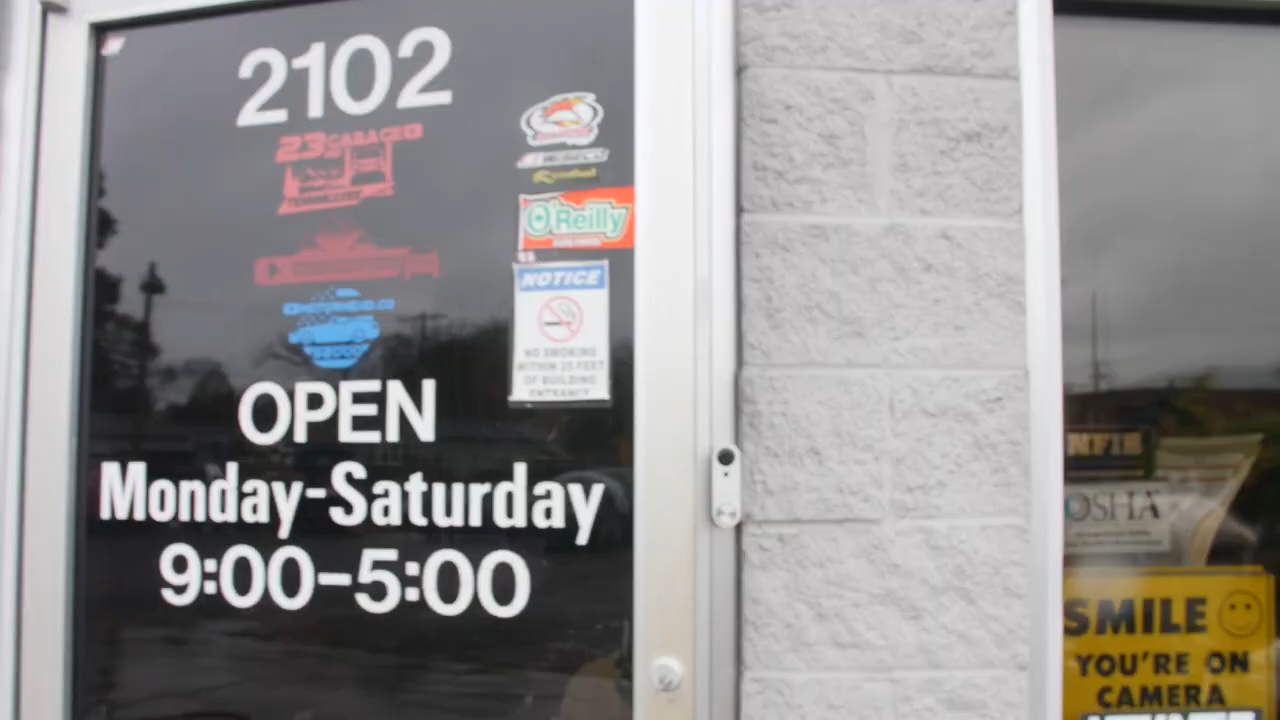 2102
23 GARAGE
O'Reilly
NOTICE
NO SMOKING
WITHIN 25 FEET
OF BUILDING
ENTRANCE
OPEN
Monday-Saturday
9:00-5:00
NFIB
OSHA
SMILE
YOU'RE ON
CAMERA